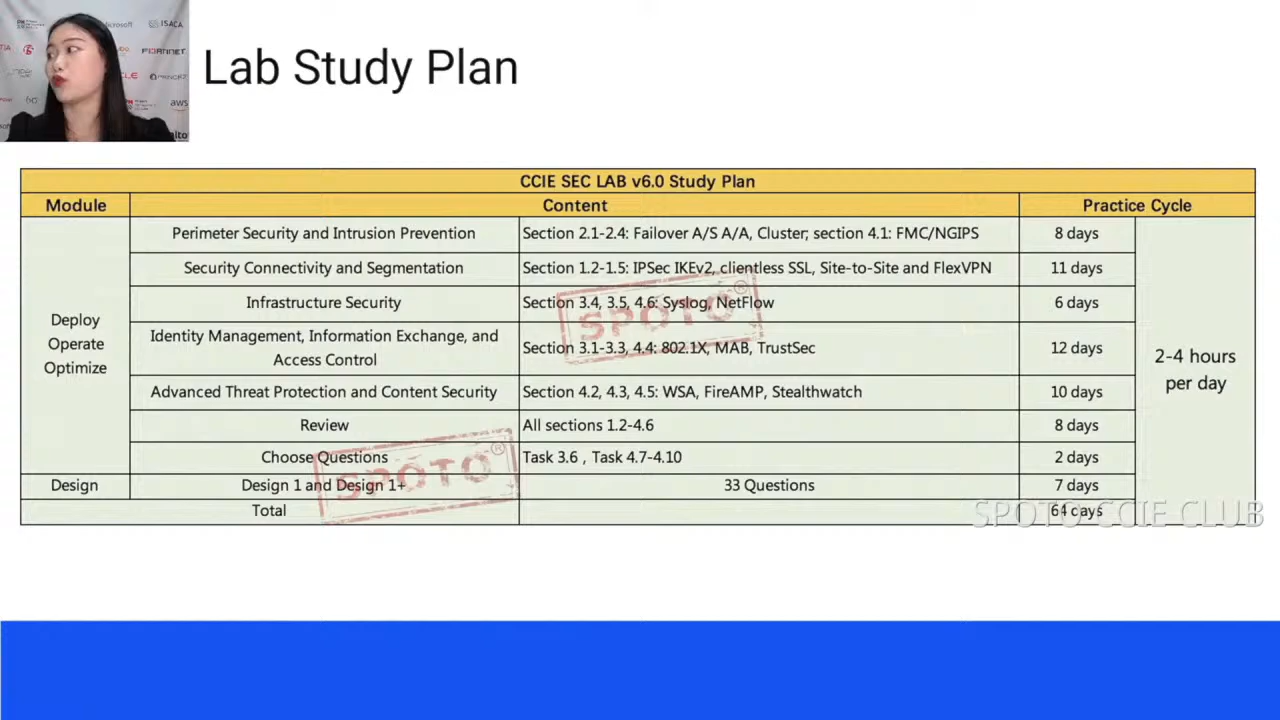 Microsoft
ISACA
FORTINET
aws
Lab Study Plan
CCIE SEC LAB v6.0 Study Plan
Module
Content
Practice Cycle
Deploy
Operate
Optimize
Perimeter Security and Intrusion Prevention
Section 2.1-2.4: Failover A/S A/A, Cluster; section 4.1: FMC/NGIPS
8 days
Security Connectivity and Segmentation
Section 1.2-1.5: IPSec IKEv2, clientless SSL, Site-to-Site and FlexVPN
11 days
Infrastructure Security
Section 3.4, 3.5, 4.6: Syslog, NetFlow
6 days
Identity Management, Information Exchange, and
Access Control
Section 3.1-3.3, 4.4: 802.1X, MAB, TrustSec
12 days
Advanced Threat Protection and Content Security
Section 4.2, 4.3, 4.5: WSA, FireAMP, Stealthwatch
10 days
Review
All sections 1.2-4.6
8 days
Choose Questions
Task 3.6 , Task 4.7-4.10
2 days
2-4 hours
per day
Design
Design 1 and Design 1+
33 Questions
7 days
Total
64 days
SPOTO®
SPOTO®
SPOTO CCIE CLUB